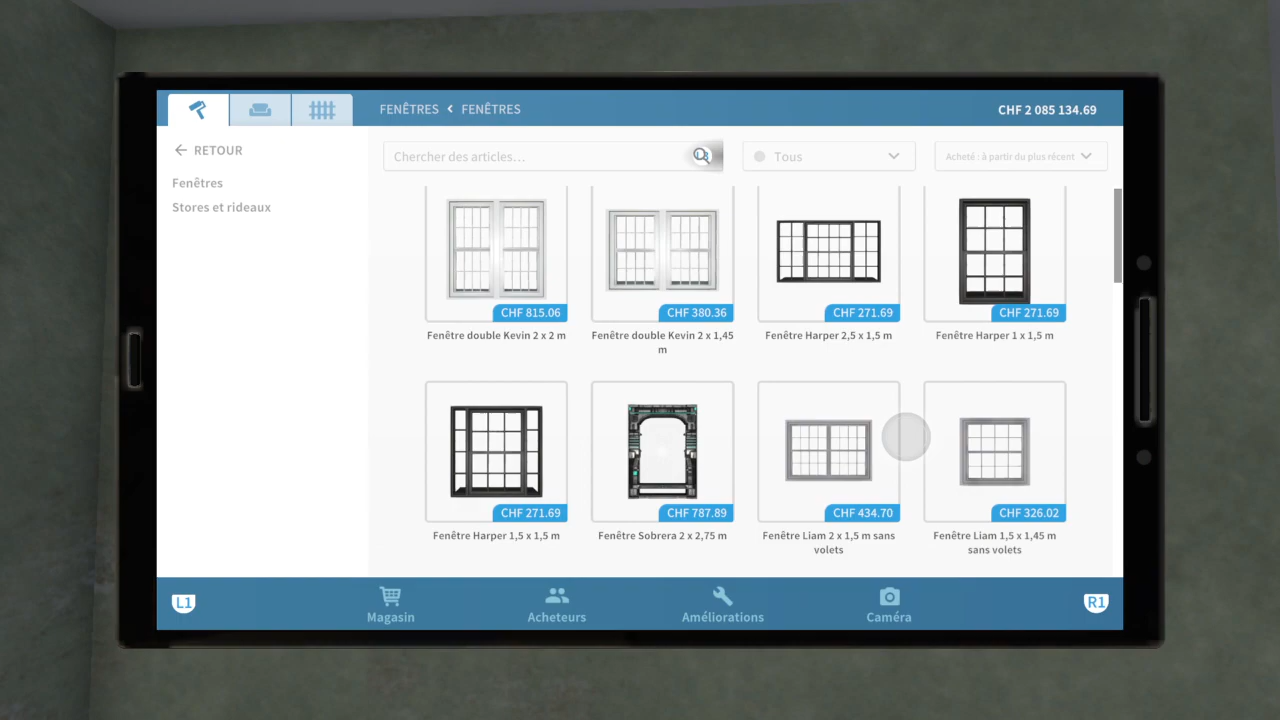 FENÊTRES < FENÊTRES
CHF 2 085 134.69
RETOUR
Fenêtres
Stores et rideaux
Chercher des articles...
Tous
Acheté : à partir du plus récent
CHF 815.06
CHF 380.36
CHF 271.69
CHF 271.69
Fenêtre double Kevin 2 x 2 m
Fenêtre double Kevin 2 x 1,45
m
Fenêtre Harper 2,5 x 1,5 m
Fenêtre Harper 1 x 1,5 m
CHF 271.69
CHF 787.89
CHF 434.70
CHF 326.02
Fenêtre Harper 1,5 x 1,5 m
Fenêtre Sobrera 2 x 2,75 m
Fenêtre Liam 2 x 1,5 m sans
volets
Fenêtre Liam 1,5 x 1,45 m
sans volets
L1
Magasin
Acheteurs
Améliorations
Caméra
R1